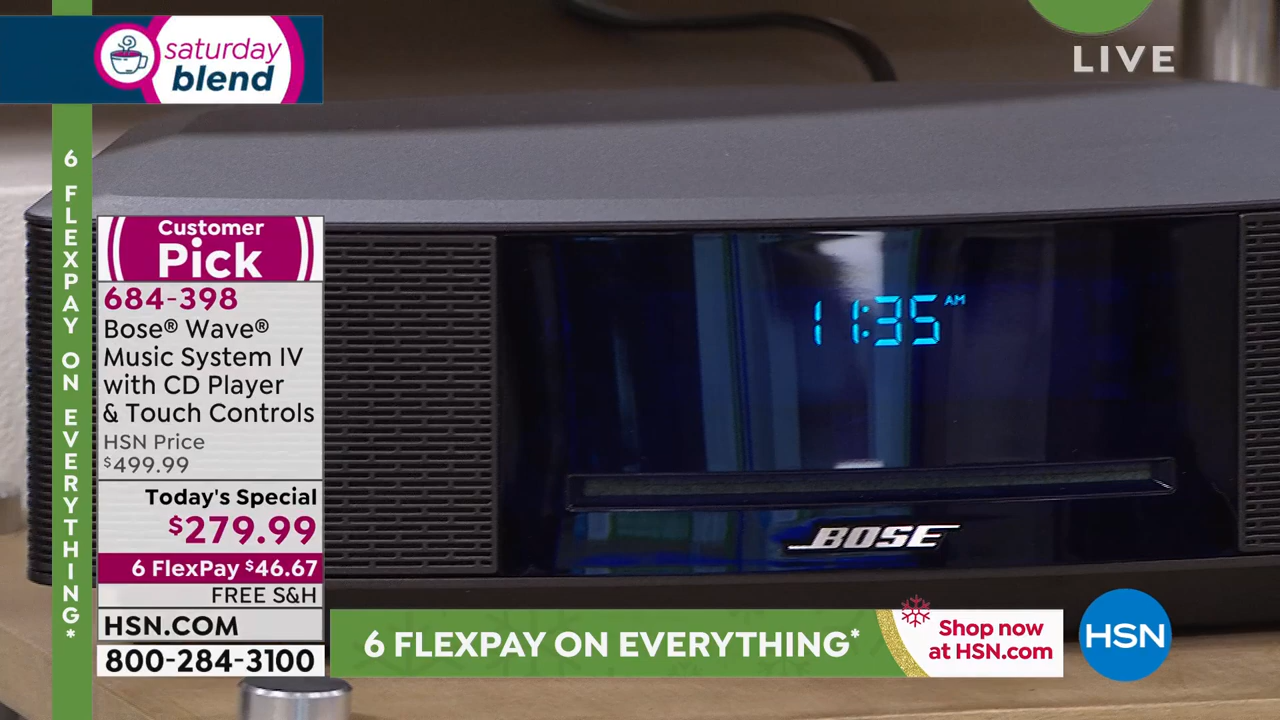 saturday
blend
LIVE
6 FLEXPAY ON EVERYTHING*
Customer
Pick
684-398
Bose® Wave®
Music System IV
with CD Player
& Touch Controls
HSN Price
$499.99
Today's Special
$279.99
6 FlexPay $46.67
FREE S&H
HSN.COM
800-284-3100
11:35 AM
BOSE
6 FLEXPAY ON EVERYTHING*
Shop now
at HSN.com
HSN